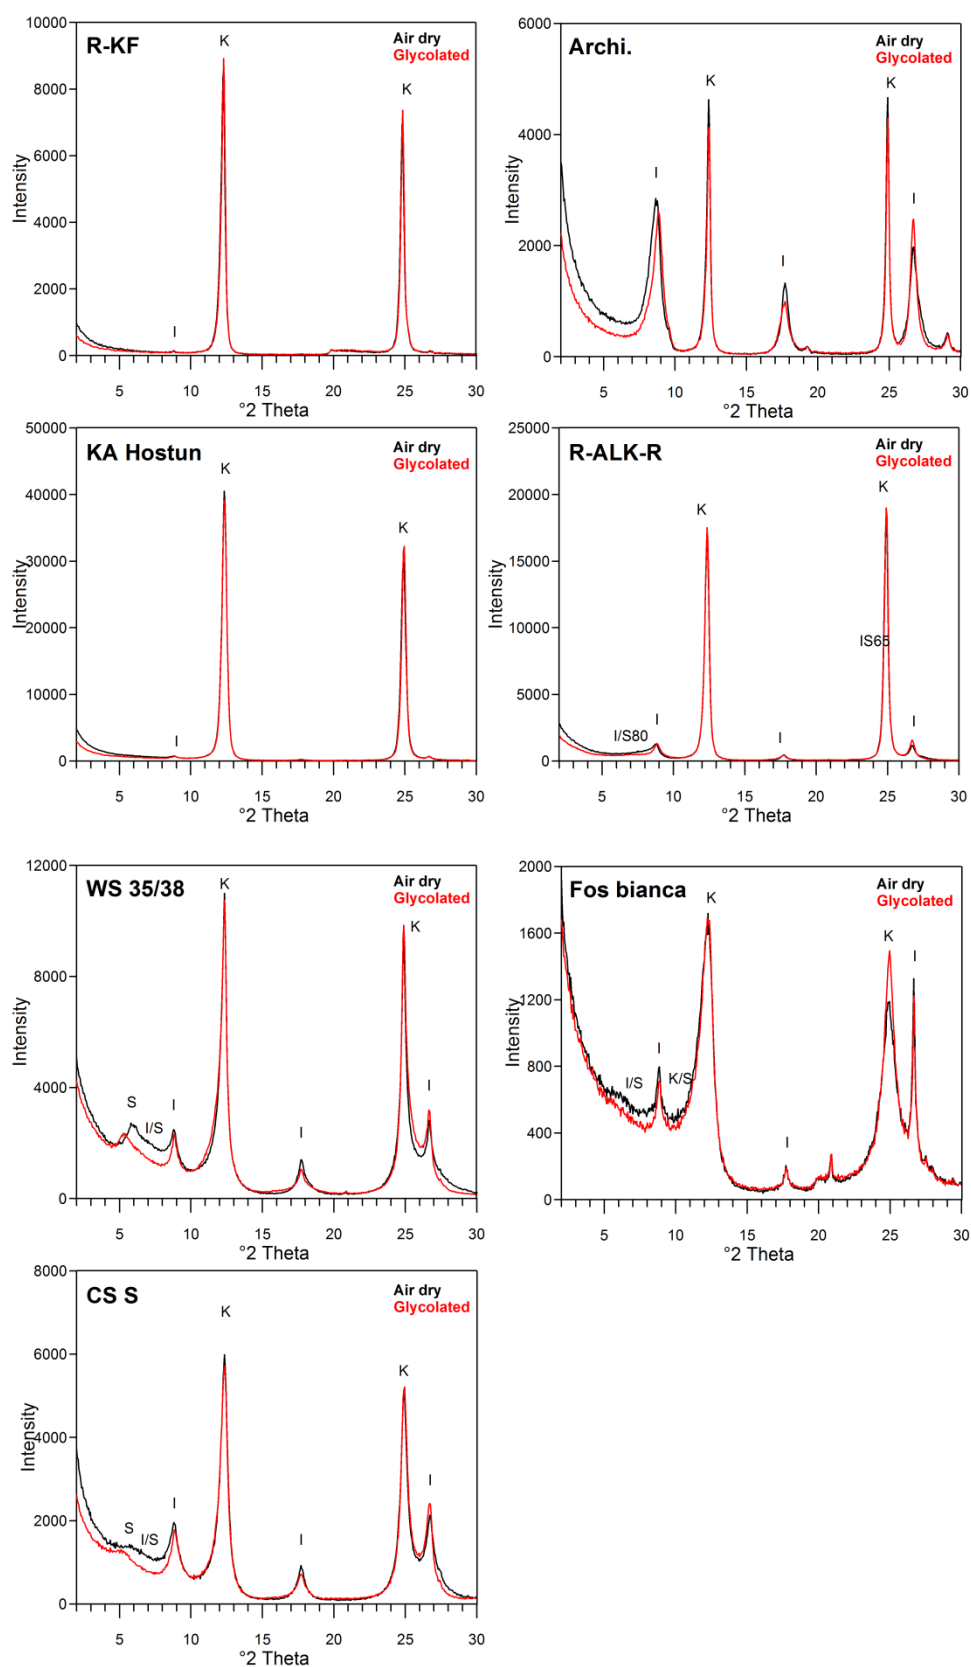 R-KF
Air dry
Glycolated
K
K
I
Intensity
10000
8000
6000
4000
2000
0
5 10 15 20 25 30
°2 Theta
Archi.
Air dry
Glycolated
K
K
I
I
I
Intensity
6000
4000
2000
0
5 10 15 20 25 30
°2 Theta
KA Hostun
Air dry
Glycolated
K
K
I
Intensity
50000
40000
30000
20000
10000
0
5 10 15 20 25 30
°2 Theta
R-ALK-R
Air dry
Glycolated
K
K
IS65
I/S80
I
I
I
Intensity
25000
20000
15000
10000
5000
0
5 10 15 20 25 30
°2 Theta
WS 35/38
Air dry
Glycolated
K
K
S
I/S
I
I
I
Intensity
12000
8000
4000
0
5 10 15 20 25 30
°2 Theta
Fos bianca
Air dry
Glycolated
K
K
I
I/S
I
K/S
I
Intensity
2000
1600
1200
800
400
0
5 10 15 20 25 30
°2 Theta
CS S
Air dry
Glycolated
K
K
S
I/S
I
I
I
Intensity
8000
6000
4000
2000
0
5 10 15 20 25 30
°2 Theta